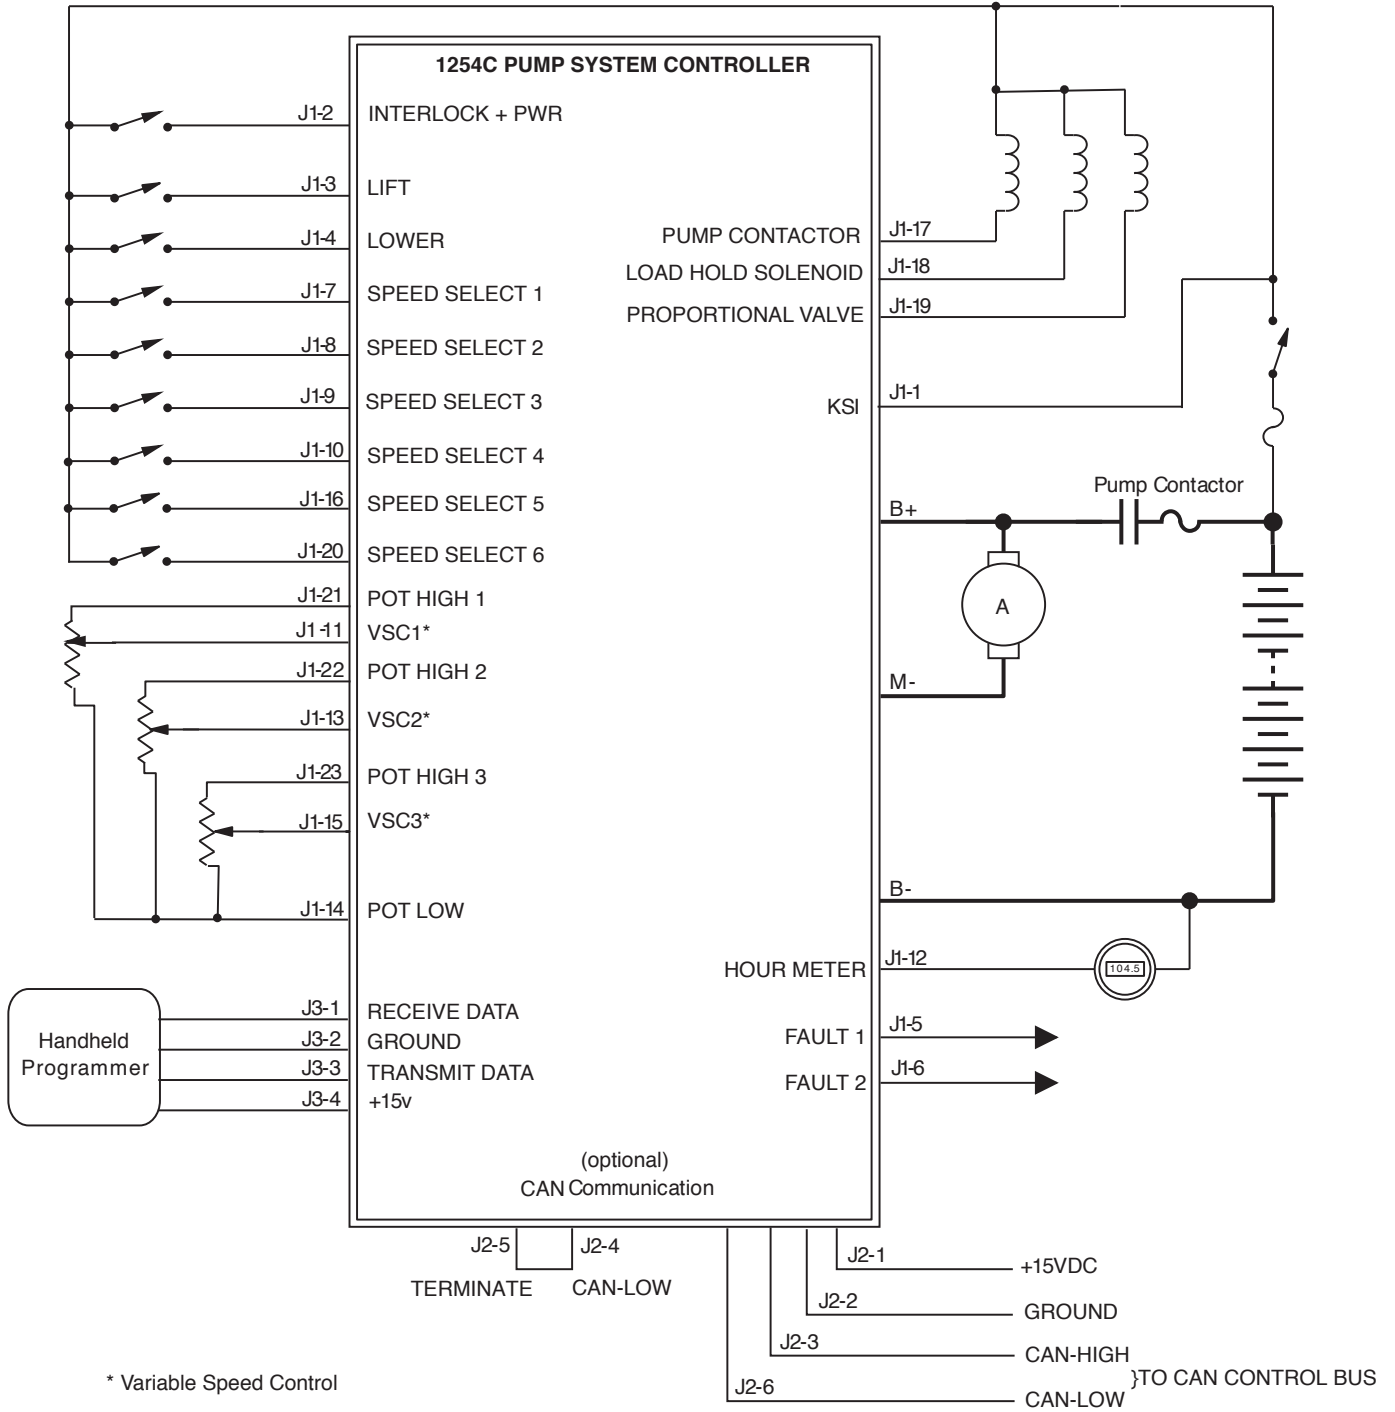 1254C PUMP SYSTEM CONTROLLER
J1-2 INTERLOCK + PWR
J1-3 LIFT
J1-4 LOWER
J1-7 SPEED SELECT 1
J1-8 SPEED SELECT 2
J1-9 SPEED SELECT 3
J1-10 SPEED SELECT 4
J1-16 SPEED SELECT 5
J1-20 SPEED SELECT 6
J1-21 POT HIGH 1
J1-11 VSC1*
J1-22 POT HIGH 2
J1-13 VSC2*
J1-23 POT HIGH 3
J1-15 VSC3*
J1-14 POT LOW
Handheld
Programmer
J3-1 RECEIVE DATA
J3-2 GROUND
J3-3 TRANSMIT DATA
J3-4 +15v
PUMP CONTACTOR J1-17
LOAD HOLD SOLENOID J1-18
PROPORTIONAL VALVE J1-19
KSI J1-1
Pump Contactor
B+
A
M-
B-
HOUR METER J1-12
104.5
FAULT 1 J1-5
FAULT 2 J1-6
(optional)
CAN Communication
J2-5 J2-4
TERMINATE CAN-LOW
J2-1 +15VDC
J2-2 GROUND
J2-3 CAN-HIGH
}TO CAN CONTROL BUS
J2-6 CAN-LOW
* Variable Speed Control